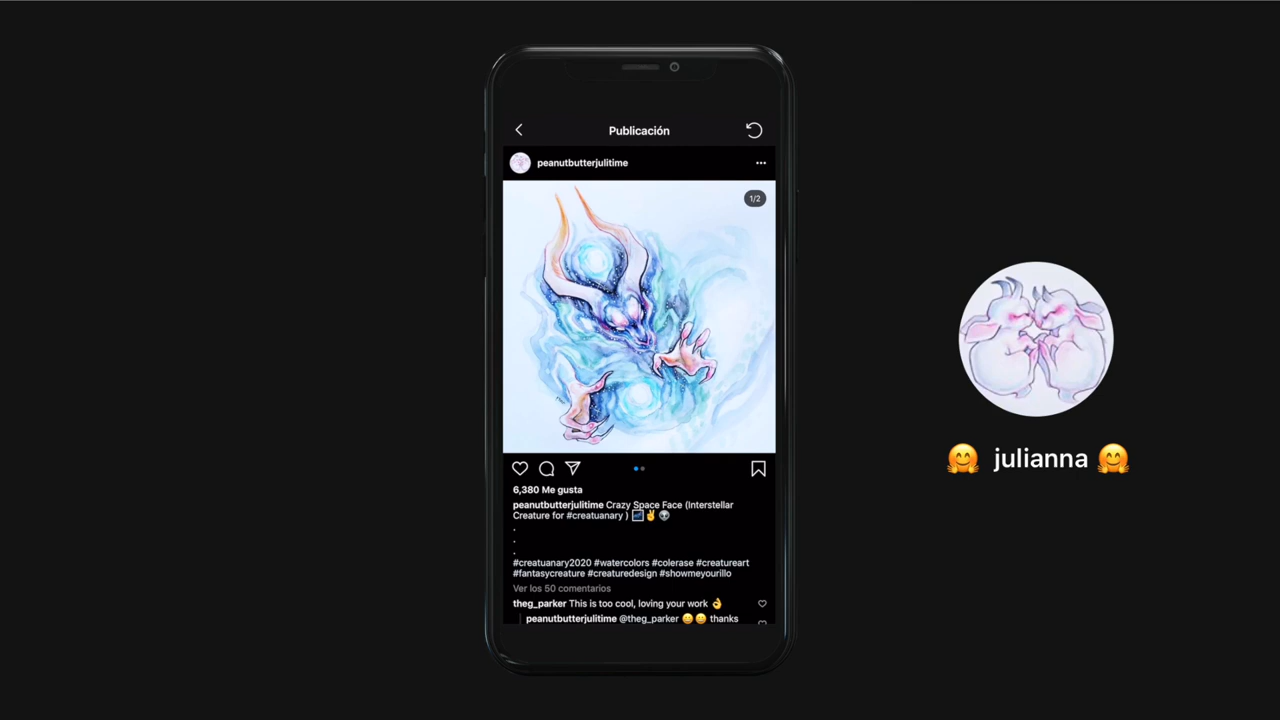 Publicación
peanutbutterjulitime
1/2
6,380 Me gusta
peanutbutterjulitime Crazy Space Face (Interstellar
Creature for #creatuanary ) 🌌✌️👽
.
.
.
#creatuanary2020 #watercolors #colerase #creatureart
#fantasycreature #creaturedesign #showmeyourillo
Ver los 50 comentarios
theg_parker This is too cool, loving your work 👌
peanutbutterjulitime @theg_parker 😄😄 thanks
🤗 julianna 🤗